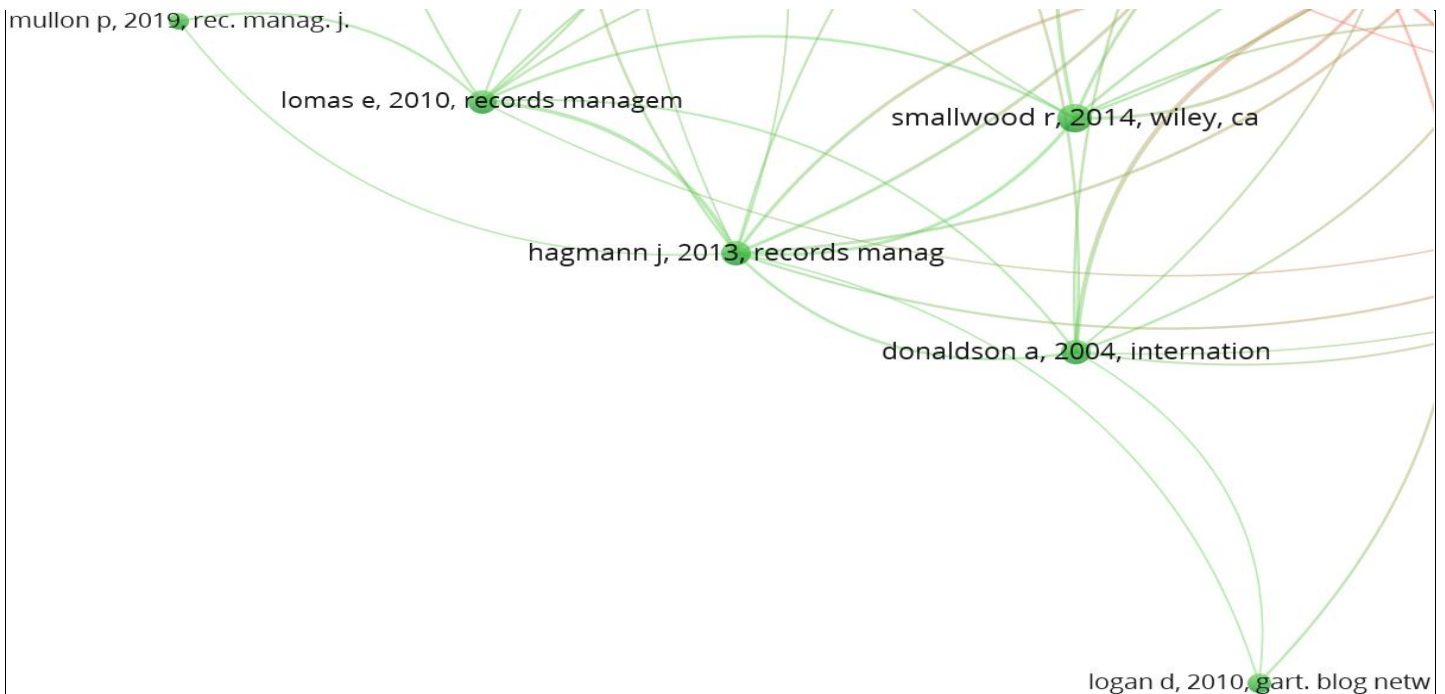 mullon p, 2019, rec. manag. j.
lomas e, 2010, records managem
smallwood r, 2014, wiley, ca
hagmann j, 2013, records manag
donaldson a, 2004, internation
logan d, 2010, gart. blog netw